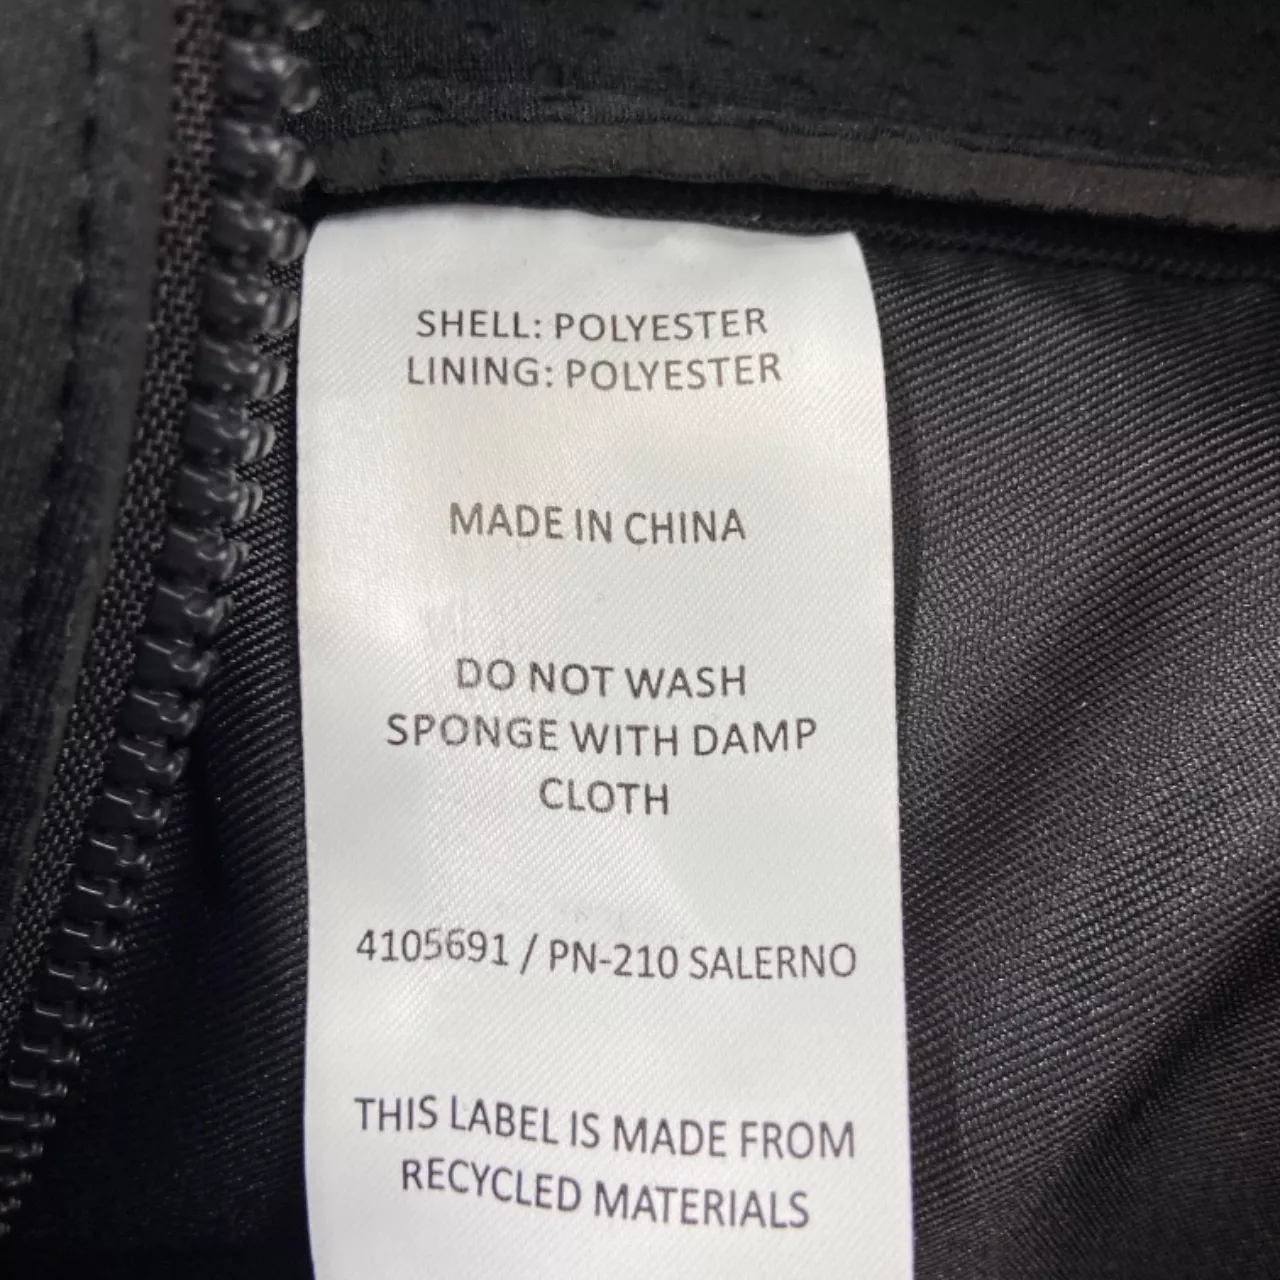 SHELL: POLYESTER
LINING: POLYESTER
MADE IN CHINA
DO NOT WASH
SPONGE WITH DAMP
CLOTH
4105691 / PN-210 SALERNO
THIS LABEL IS MADE FROM
RECYCLED MATERIALS